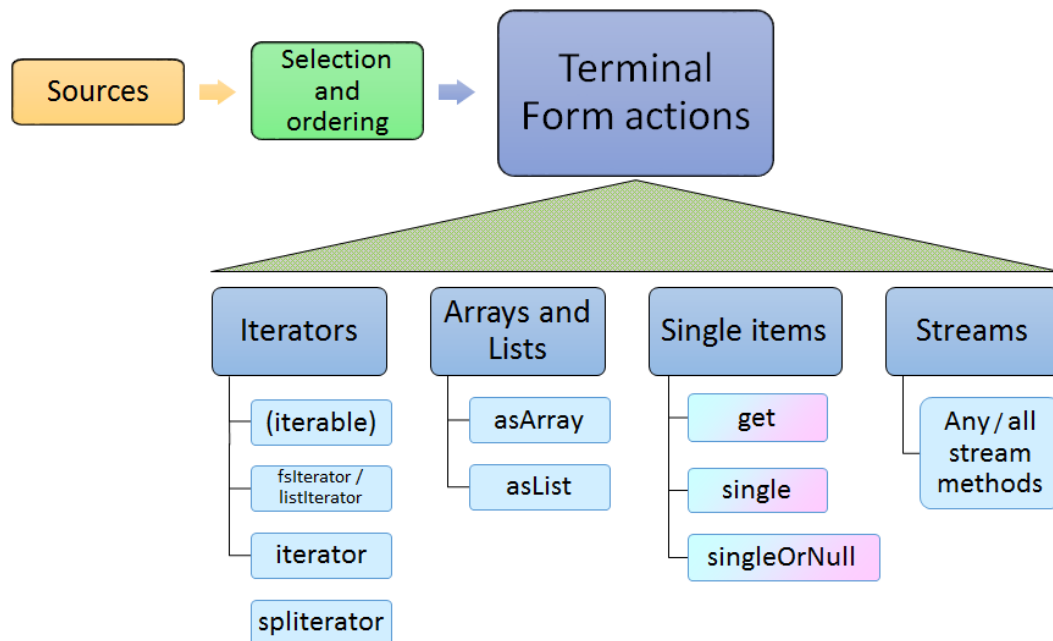 Sources
Selection
and
ordering
Terminal
Form actions
Iterators
(iterable)
fsIterator /
listIterator
iterator
spliterator
Arrays and
Lists
asArray
asList
Single items
get
single
singleOrNull
Streams
Any / all
stream
methods